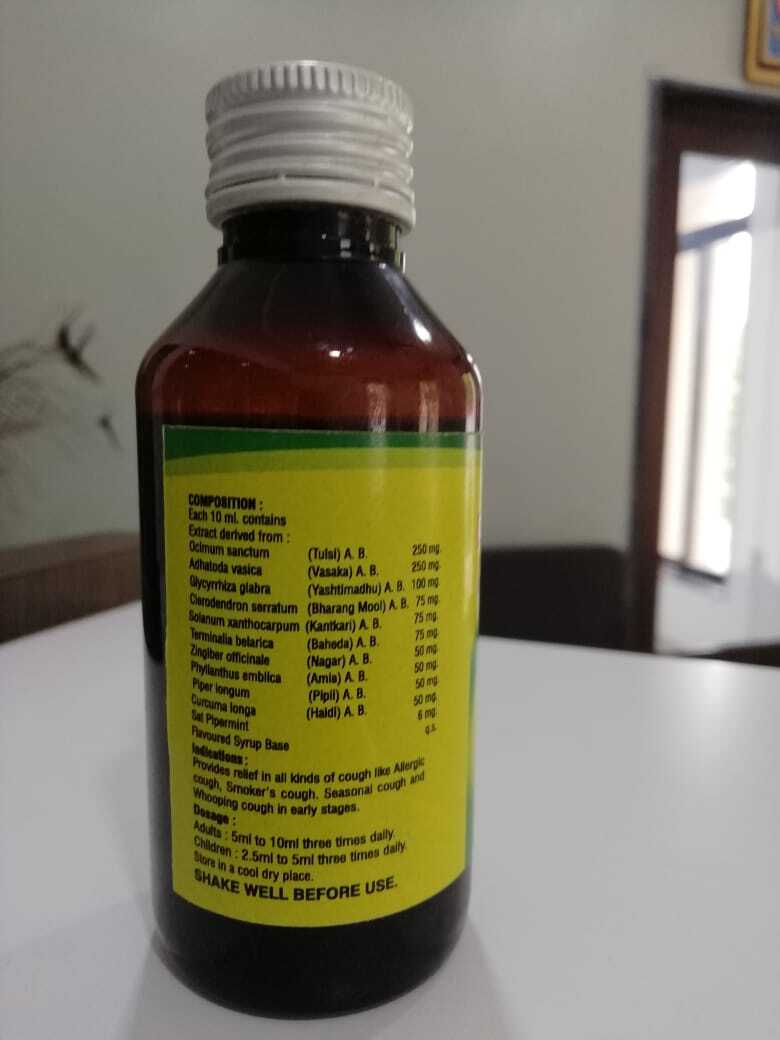 COMPOSITION :
Each 10 ml. contains
Extract derived from :
Ocimum sanctum (Tulsi) A. B. 250 mg.
Adhatoda vasica (Vasaka) A. B. 250 mg.
Glycyrrhiza glabra (Yashtimadhu) A. B. 100 mg.
Clerodendron serratum (Bharang Mool) A. B. 75 mg.
Solanum xanthocarpum (Kantkari) A. B. 75 mg.
Terminalia belarica (Baheda) A. B. 75 mg.
Zingiber officinale (Nagar) A. B. 50 mg.
Phyllanthus emblica (Amla) A. B. 50 mg.
Piper longum (Pipli) A. B. 50 mg.
Curcuma longa (Haldi) A. B. 50 mg.
Sat Pipermint 6 mg.
Flavoured Syrup Base q.s.
Indications :
Provides relief in all kinds of cough like Allergic
cough, Smoker's cough. Seasonal cough and
Whooping cough in early stages.
Dosage :
Adults : 5ml to 10ml three times daily.
Children : 2.5ml to 5ml three times daily.
Store in a cool dry place.
SHAKE WELL BEFORE USE.